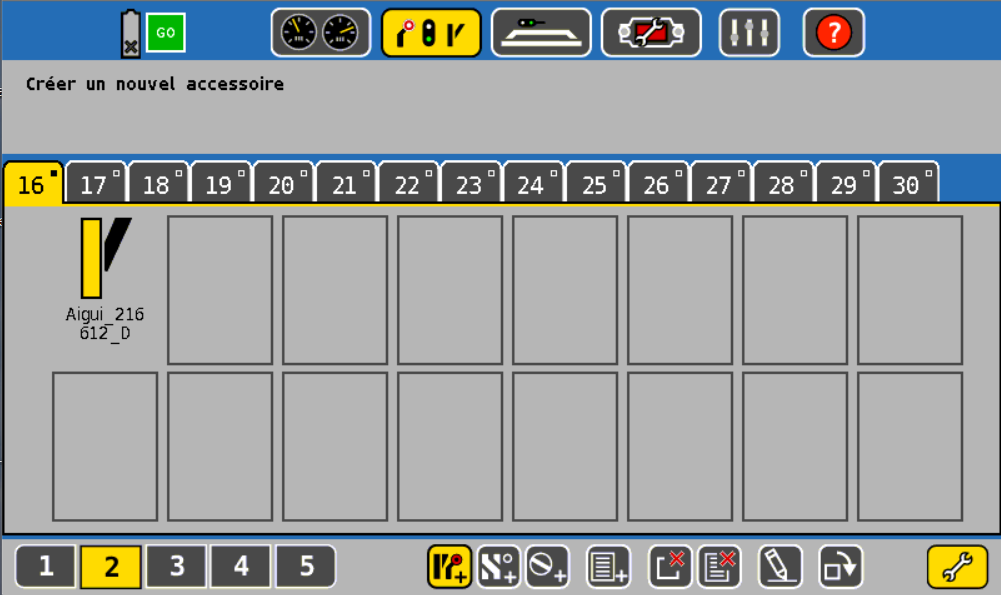 GO
?
Créer un nouvel accessoire
16 17 18 19 20 21 22 23 24 25 26 27 28 29 30
Aigui_216
612_D
1 2 3 4 5